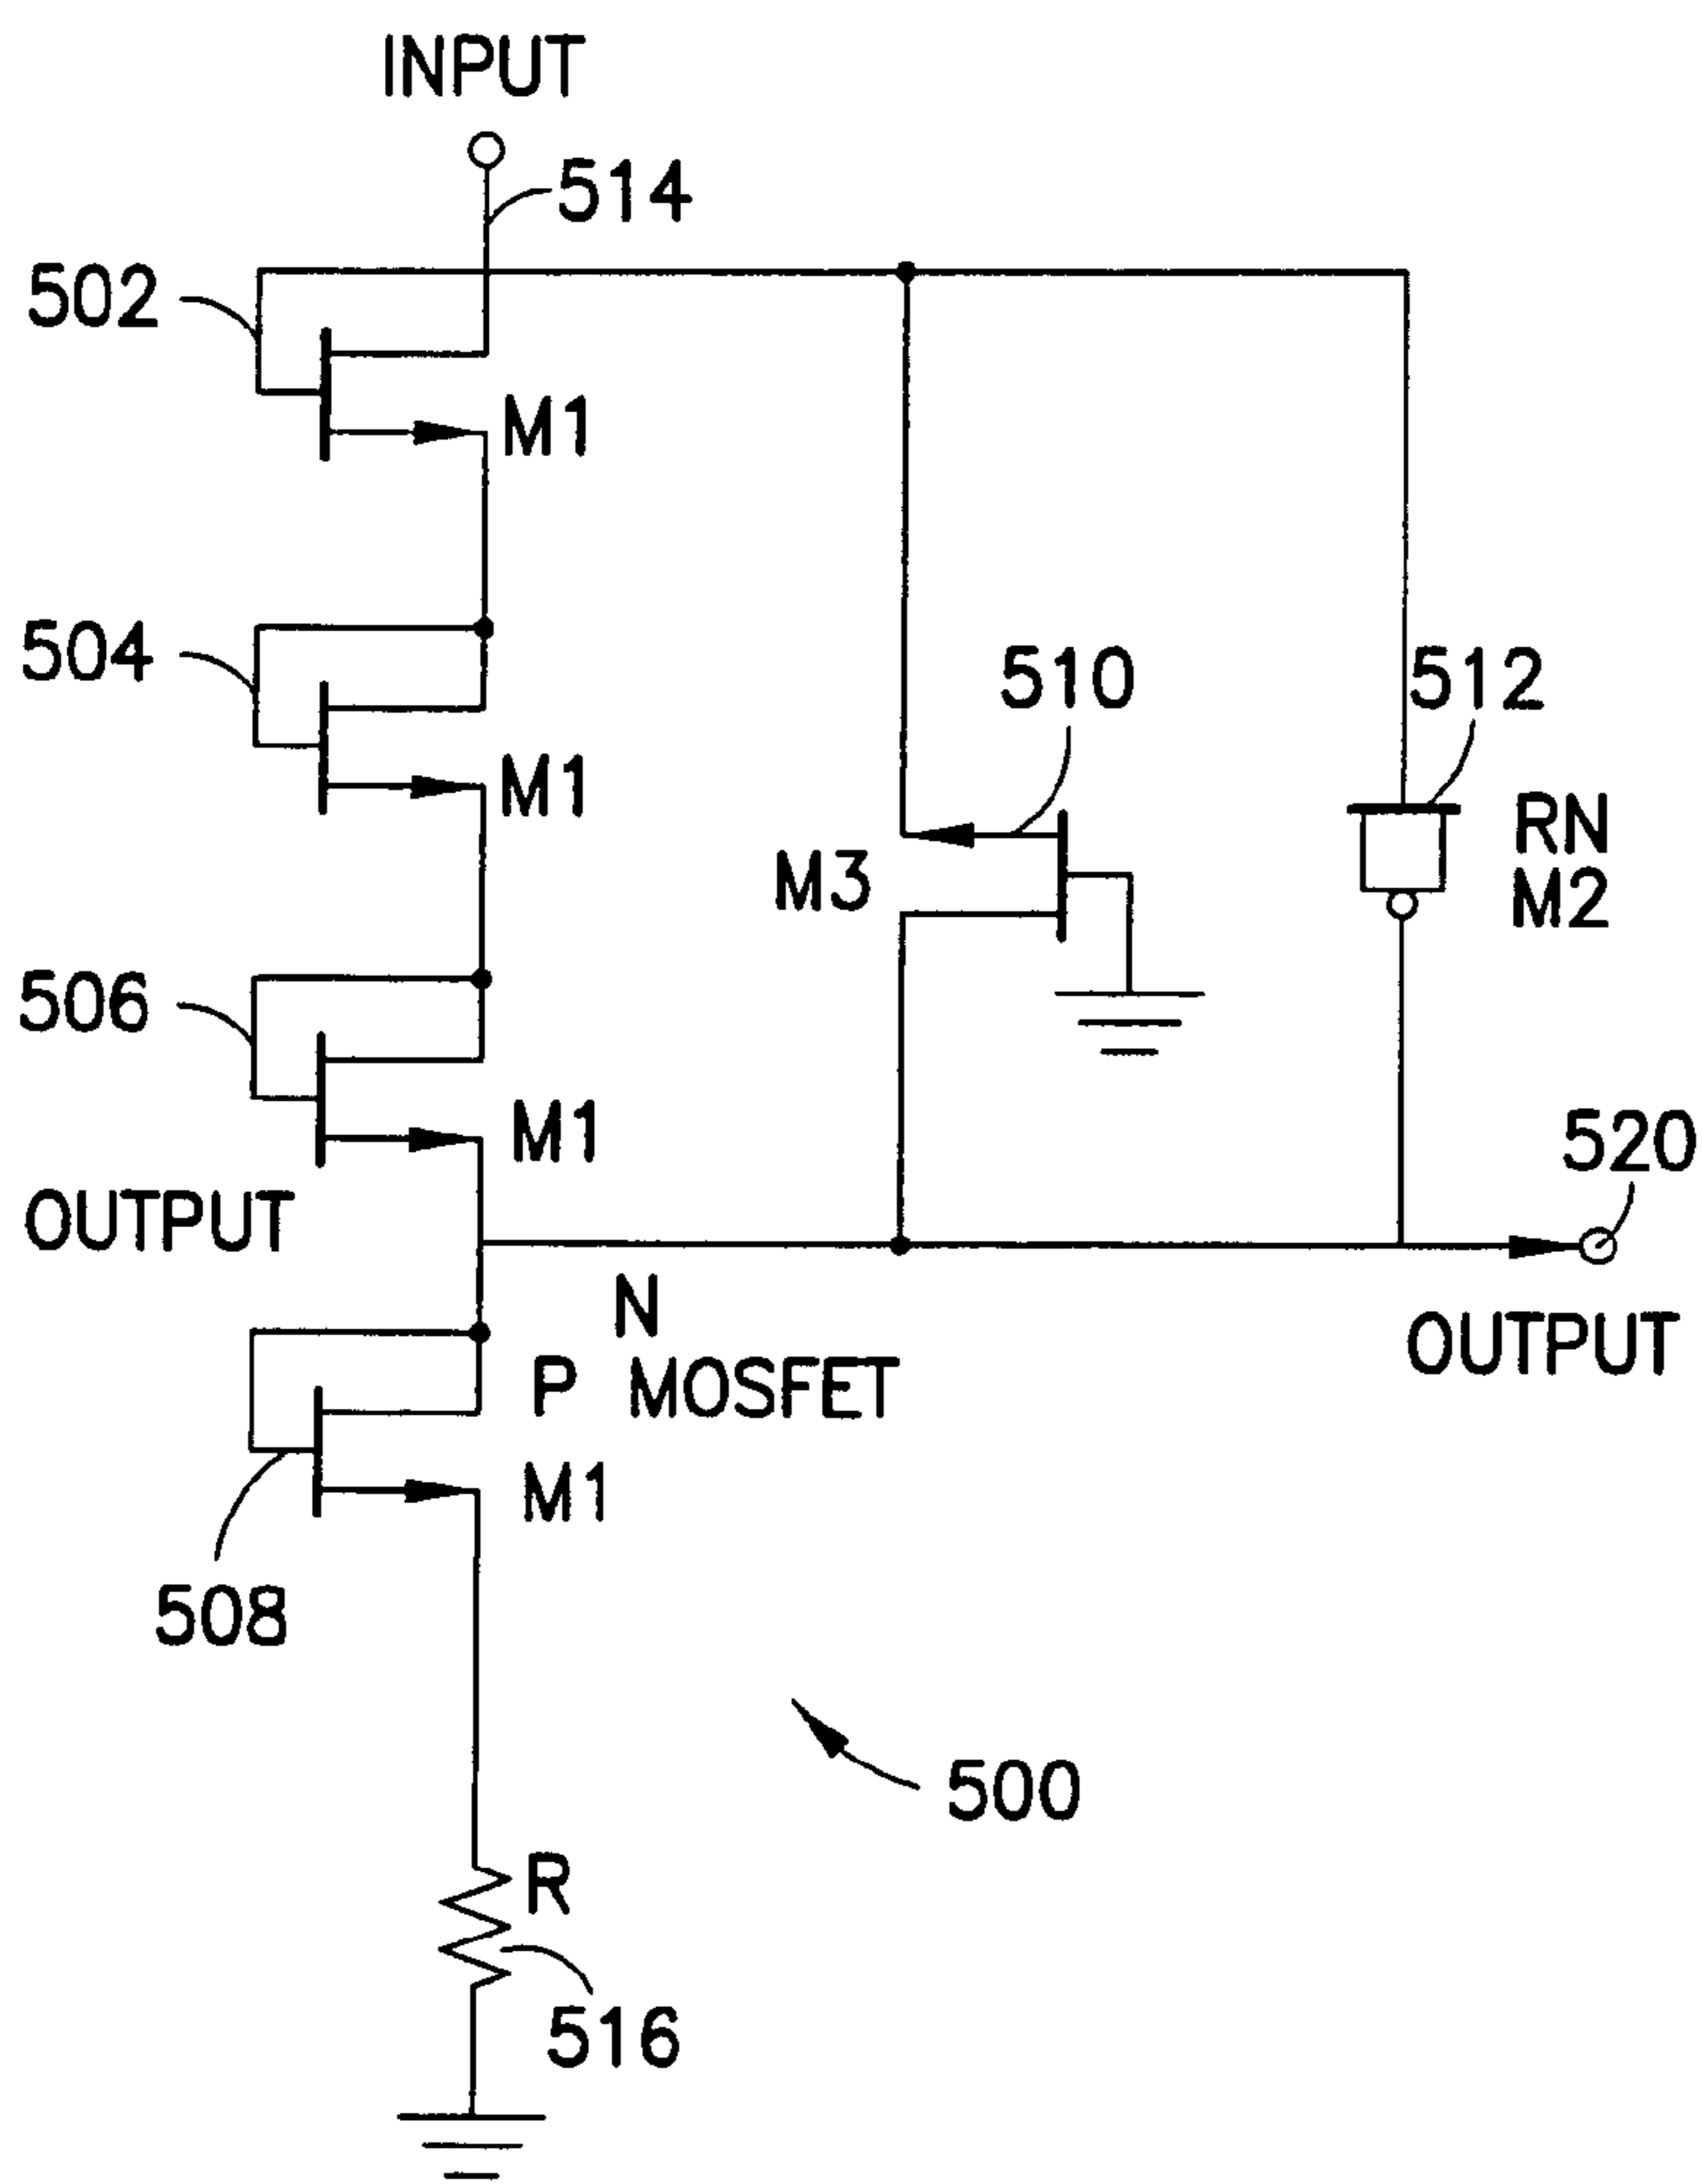 INPUT
514
502
M1
504
M1
510
512
RN
M2
M3
506
M1
520
OUTPUT
N
P MOSFET
OUTPUT
M1
508
500
R
516